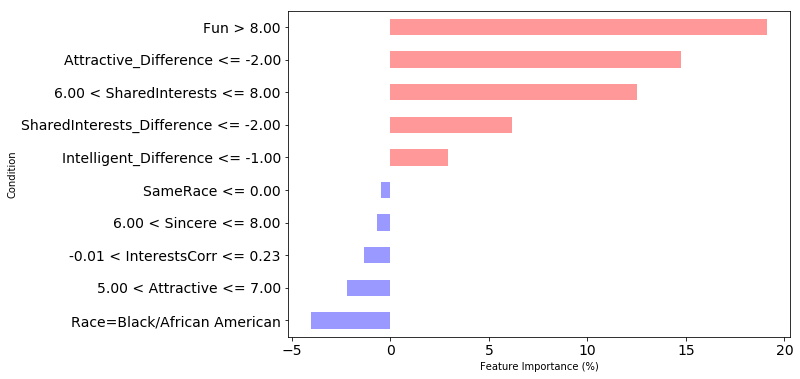 Fun > 8.00
Attractive_Difference <= -2.00
6.00 < SharedInterests <= 8.00
SharedInterests_Difference <= -2.00
Intelligent_Difference <= -1.00
SameRace <= 0.00
6.00 < Sincere <= 8.00
-0.01 < InterestsCorr <= 0.23
5.00 < Attractive <= 7.00
Race=Black/African American
Condition
−5 0 5 10 15 20
Feature Importance (%)